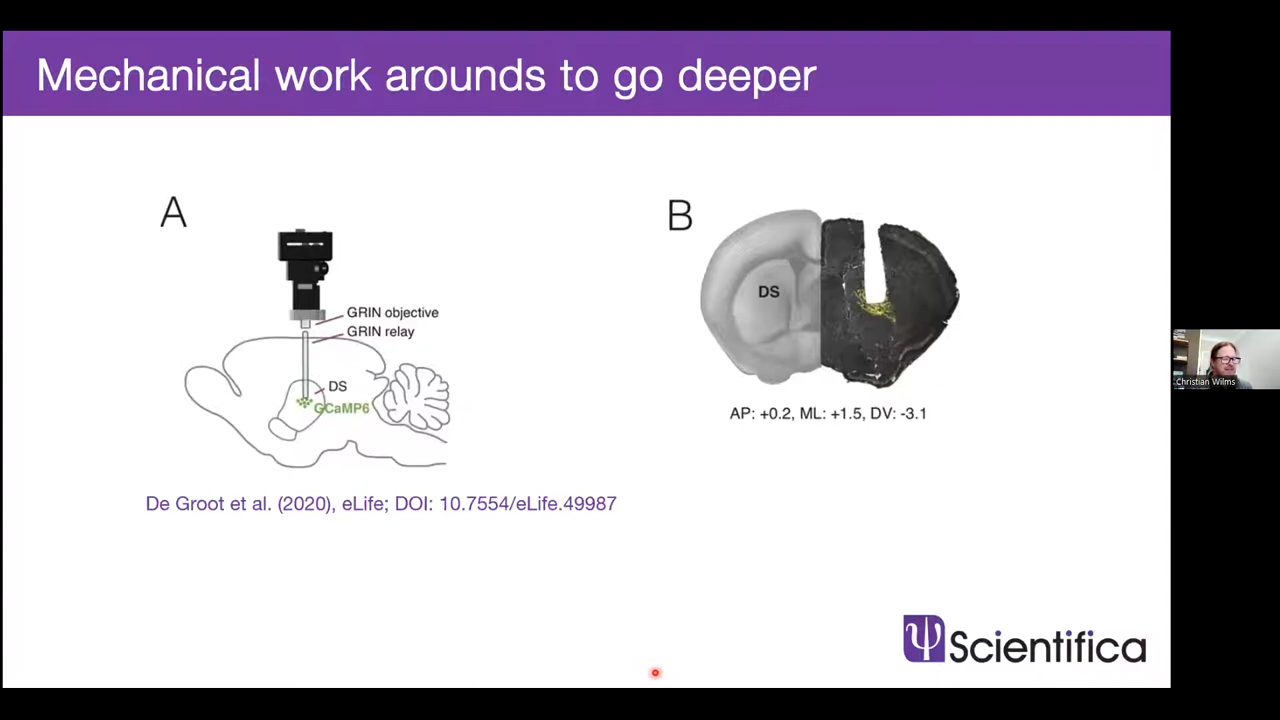 Mechanical work arounds to go deeper
A
GRIN objective
GRIN relay
DS
GCaMP6
B
DS
AP: +0.2, ML: +1.5, DV: -3.1
De Groot et al. (2020), eLife; DOI: 10.7554/eLife.49987
Scientifica
Christian Wilms